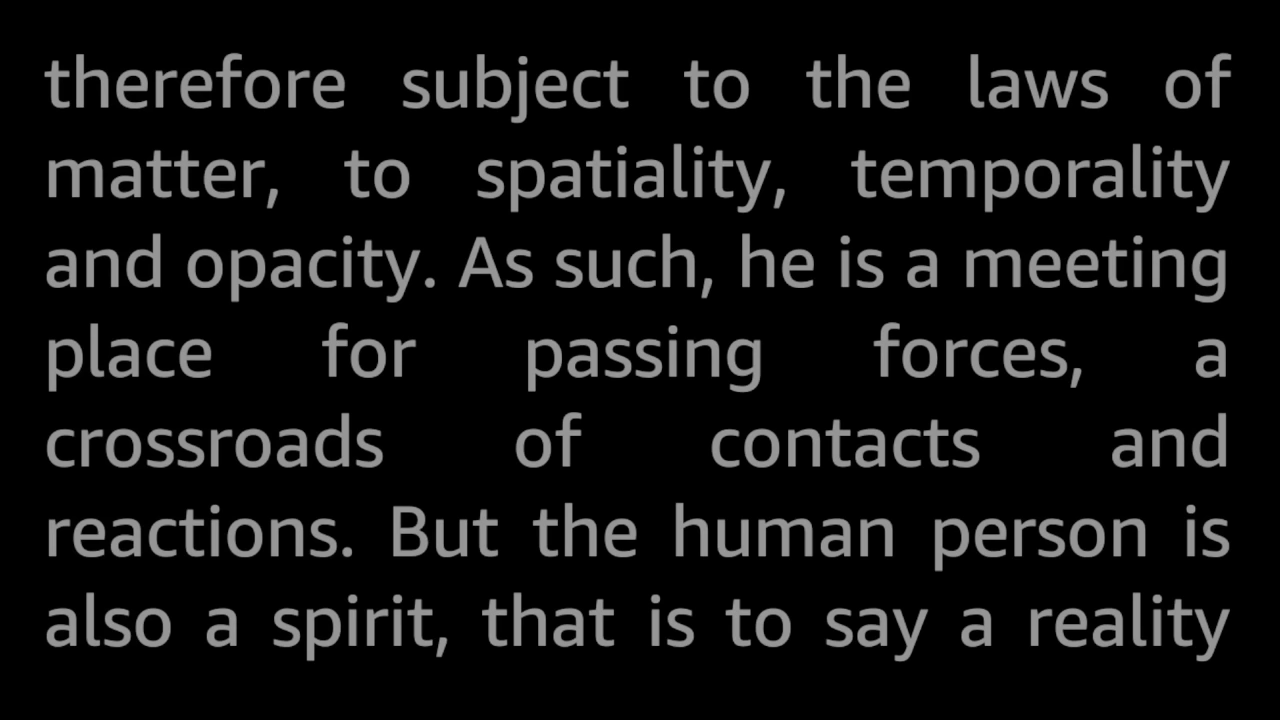 therefore subject to the laws of
matter, to spatiality, temporality
and opacity. As such, he is a meeting
place for passing forces, a
crossroads of contacts and
reactions. But the human person is
also a spirit, that is to say a reality